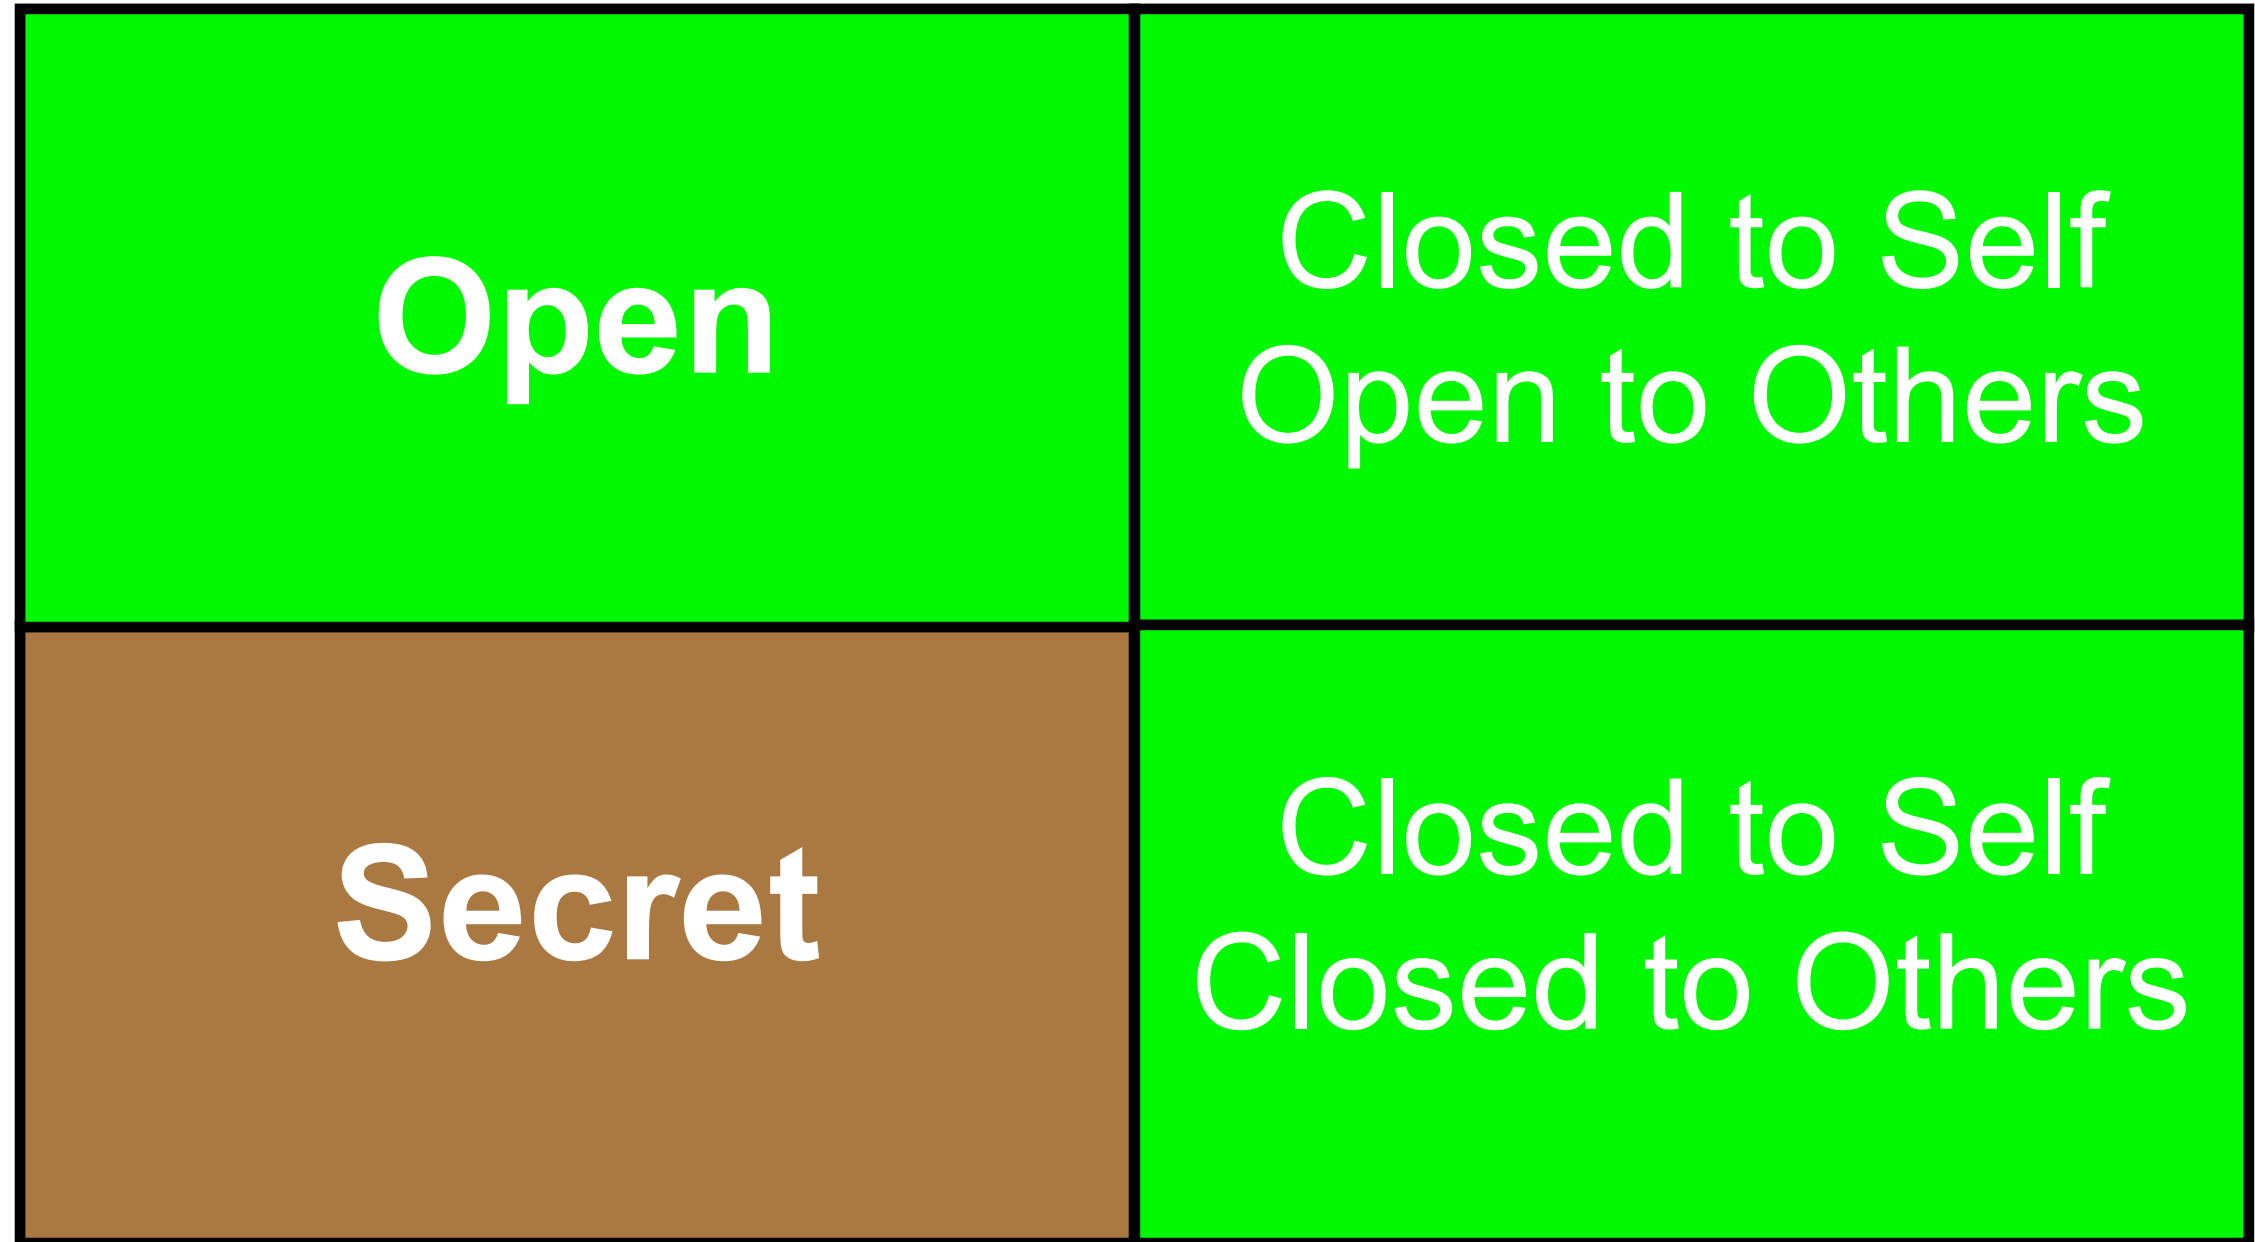 Open
Closed to Self
Open to Others
Secret
Closed to Self
Closed to Others